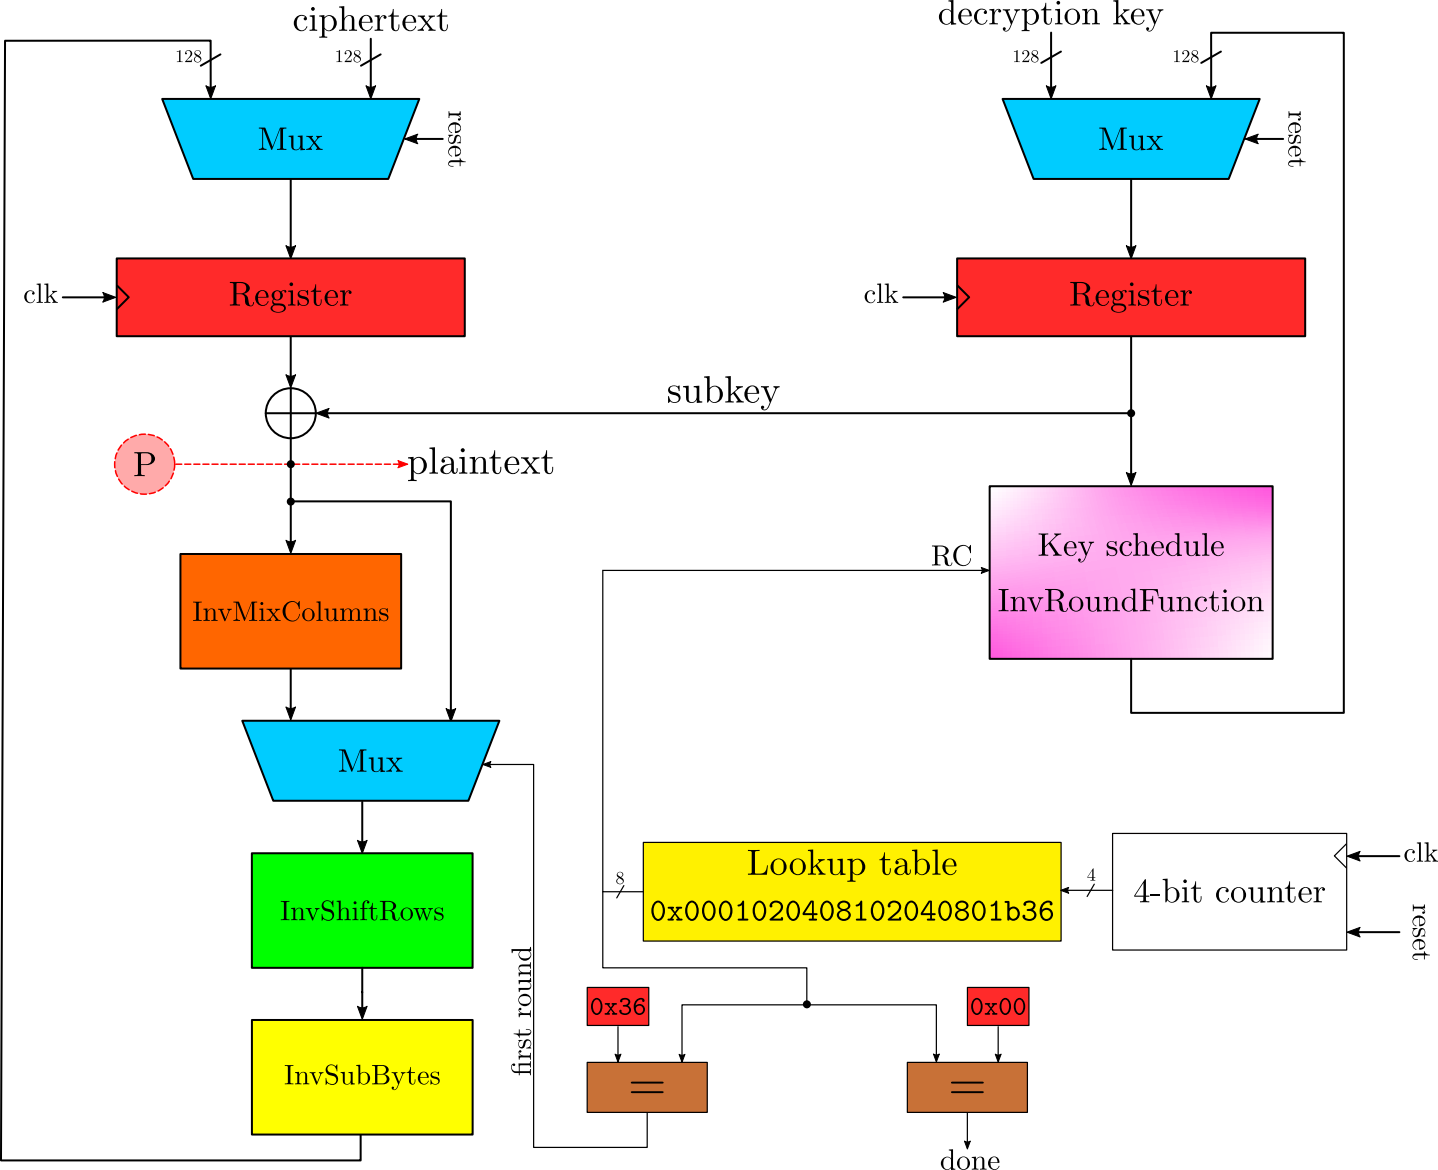 ciphertext
decryption key
128
128
128
128
Mux
reset
Mux
reset
clk
Register
clk
Register
subkey
P
plaintext
Key schedule
InvRoundFunction
RC
InvMixColumns
Mux
Lookup table
0x0001020408102040801b36
8
4
4-bit counter
clk
reset
InvShiftRows
first round
0x36
0x00
InvSubBytes
=
=
done